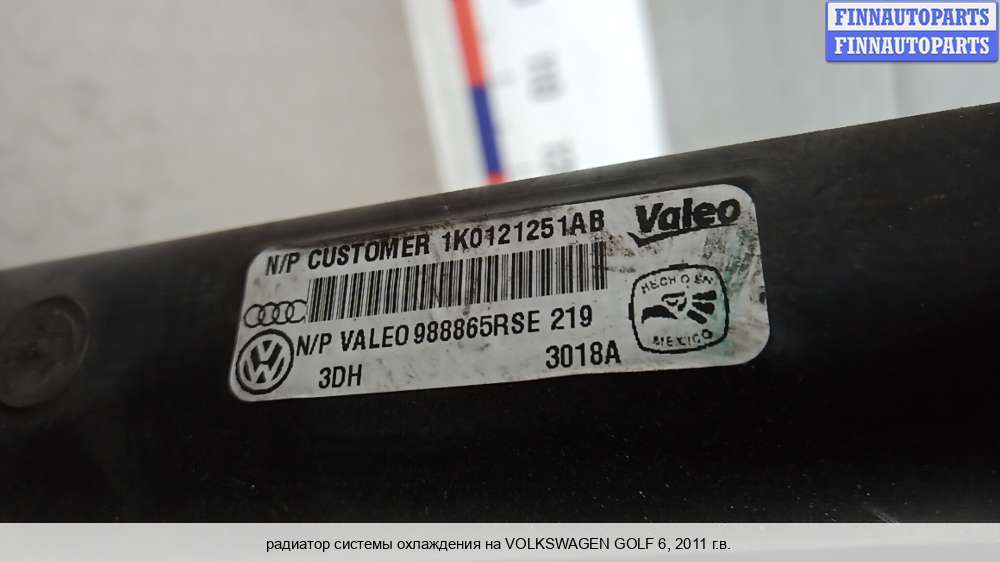 FINNAUTOPARTS
FINNAUTOPARTS
N/P CUSTOMER 1K0121251AB
Valeo
HECHO EN
MEXICO
N/P VALEO 988865RSE 219
3DH
3018A
радиатор системы охлаждения на VOLKSWAGEN GOLF 6, 2011 г.в.